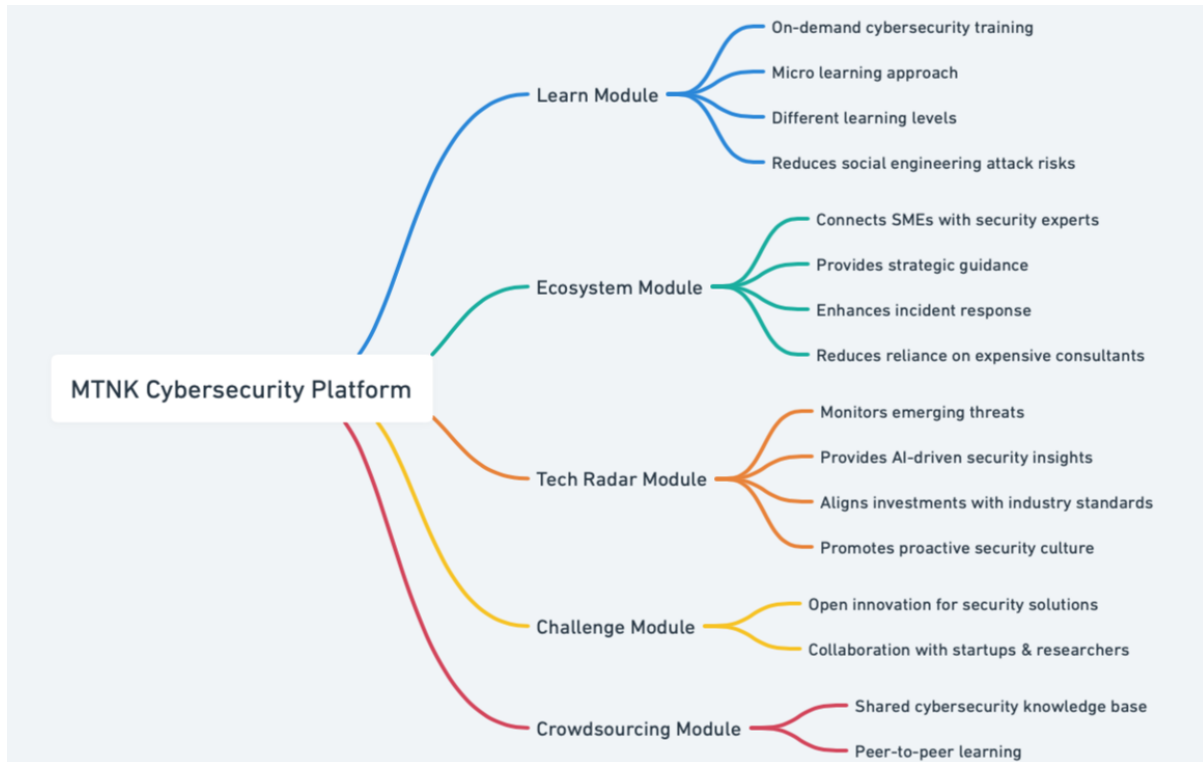 MTNK Cybersecurity Platform
Learn Module
On-demand cybersecurity training
Micro learning approach
Different learning levels
Reduces social engineering attack risks
Ecosystem Module
Connects SMEs with security experts
Provides strategic guidance
Enhances incident response
Reduces reliance on expensive consultants
Tech Radar Module
Monitors emerging threats
Provides AI-driven security insights
Aligns investments with industry standards
Promotes proactive security culture
Challenge Module
Open innovation for security solutions
Collaboration with startups & researchers
Crowdsourcing Module
Shared cybersecurity knowledge base
Peer-to-peer learning